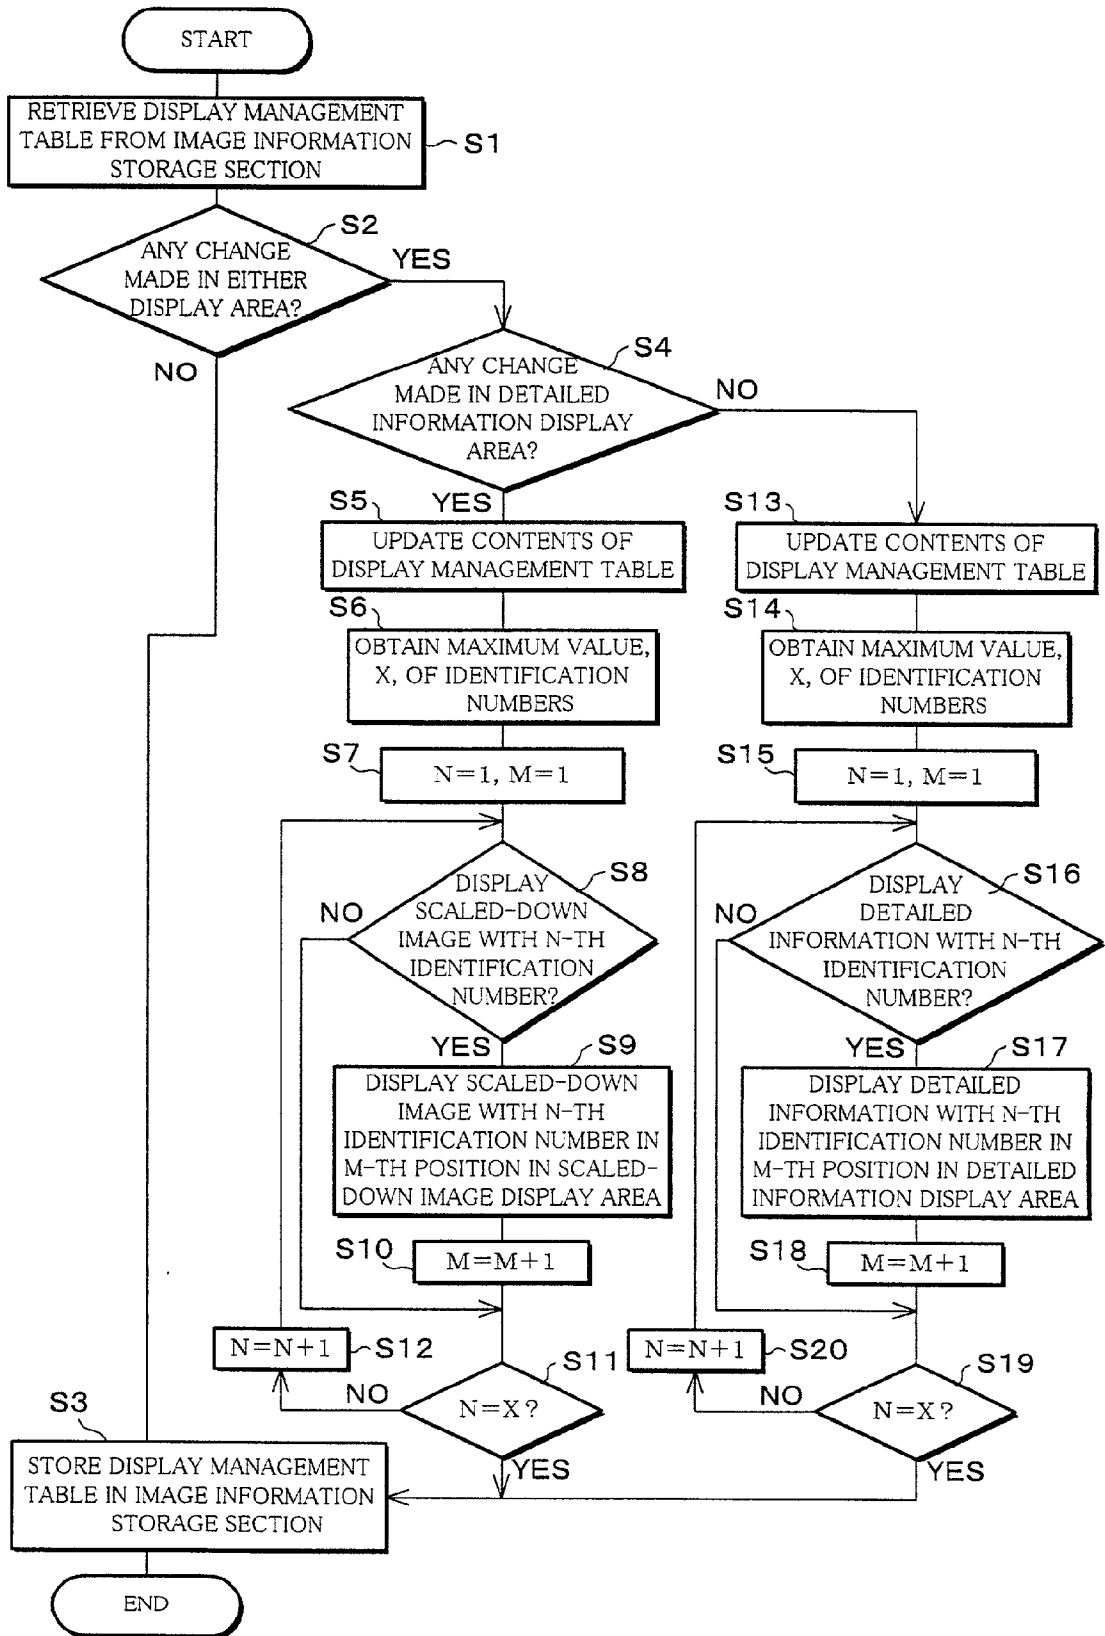 START
RETRIEVE DISPLAY MANAGEMENT
TABLE FROM IMAGE INFORMATION
STORAGE SECTION
S1
S2
ANY CHANGE
MADE IN EITHER
DISPLAY AREA?
YES
NO
S4
ANY CHANGE
MADE IN DETAILED
INFORMATION DISPLAY
AREA?
NO
YES
S5
UPDATE CONTENTS OF
DISPLAY MANAGEMENT TABLE
S6
OBTAIN MAXIMUM VALUE,
X, OF IDENTIFICATION
NUMBERS
S7
N=1, M=1
S8
DISPLAY
SCALED-DOWN
IMAGE WITH N-TH
IDENTIFICATION
NUMBER?
NO
YES
S9
DISPLAY SCALED-DOWN
IMAGE WITH N-TH
IDENTIFICATION NUMBER IN
M-TH POSITION IN SCALED-
DOWN IMAGE DISPLAY AREA
S10
M=M+1
N=N+1
S12
S11
NO
N=X?
YES
S13
UPDATE CONTENTS OF
DISPLAY MANAGEMENT TABLE
S14
OBTAIN MAXIMUM VALUE,
X, OF IDENTIFICATION
NUMBERS
S15
N=1, M=1
S16
DISPLAY
DETAILED
INFORMATION WITH N-TH
IDENTIFICATION
NUMBER?
NO
YES
S17
DISPLAY DETAILED
INFORMATION WITH N-TH
IDENTIFICATION NUMBER IN
M-TH POSITION IN DETAILED
INFORMATION DISPLAY AREA
S18
M=M+1
N=N+1
S20
S19
NO
N=X?
YES
S3
STORE DISPLAY MANAGEMENT
TABLE IN IMAGE INFORMATION
STORAGE SECTION
END